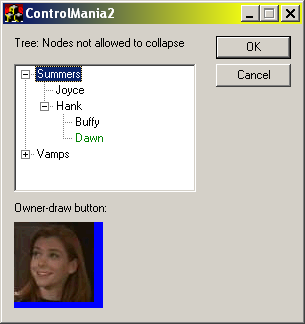 ControlMania2
Tree: Nodes not allowed to collapse
OK
Cancel
Summers
Joyce
Hank
Buffy
Dawn
Vamps
Owner-draw button: